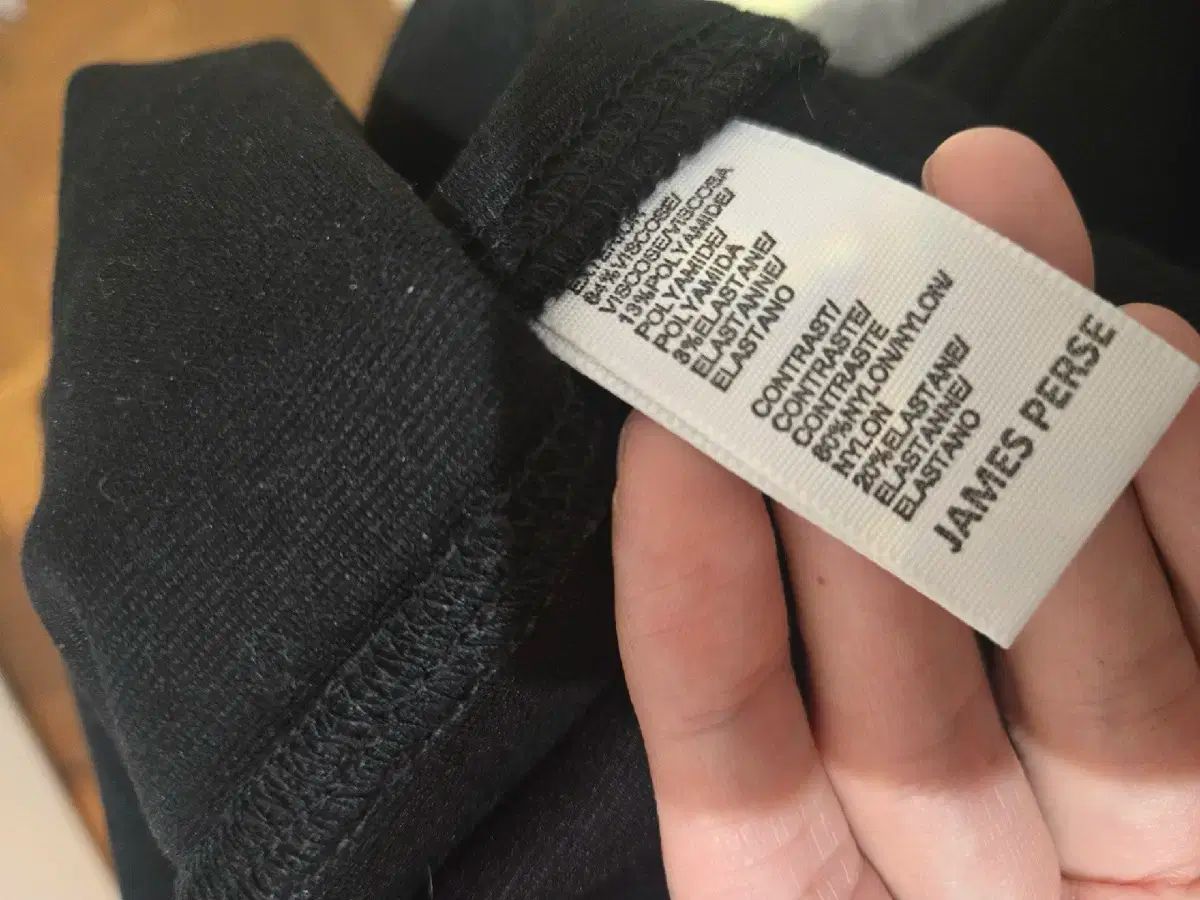 84% VISCOSE/
VISCOSE/VISCOSA
13%POLYAMIDE/
POLYAMIDE/
POLYAMIDA
3%ELASTANE/
ELASTANNE/
ELASTANO
CONTRAST/
CONTRASTE/
CONTRASTE
80%NYLON/NYLON/
NYLON
20%ELASTANE/
ELASTANNE/
ELASTANO
JAMES PERSE